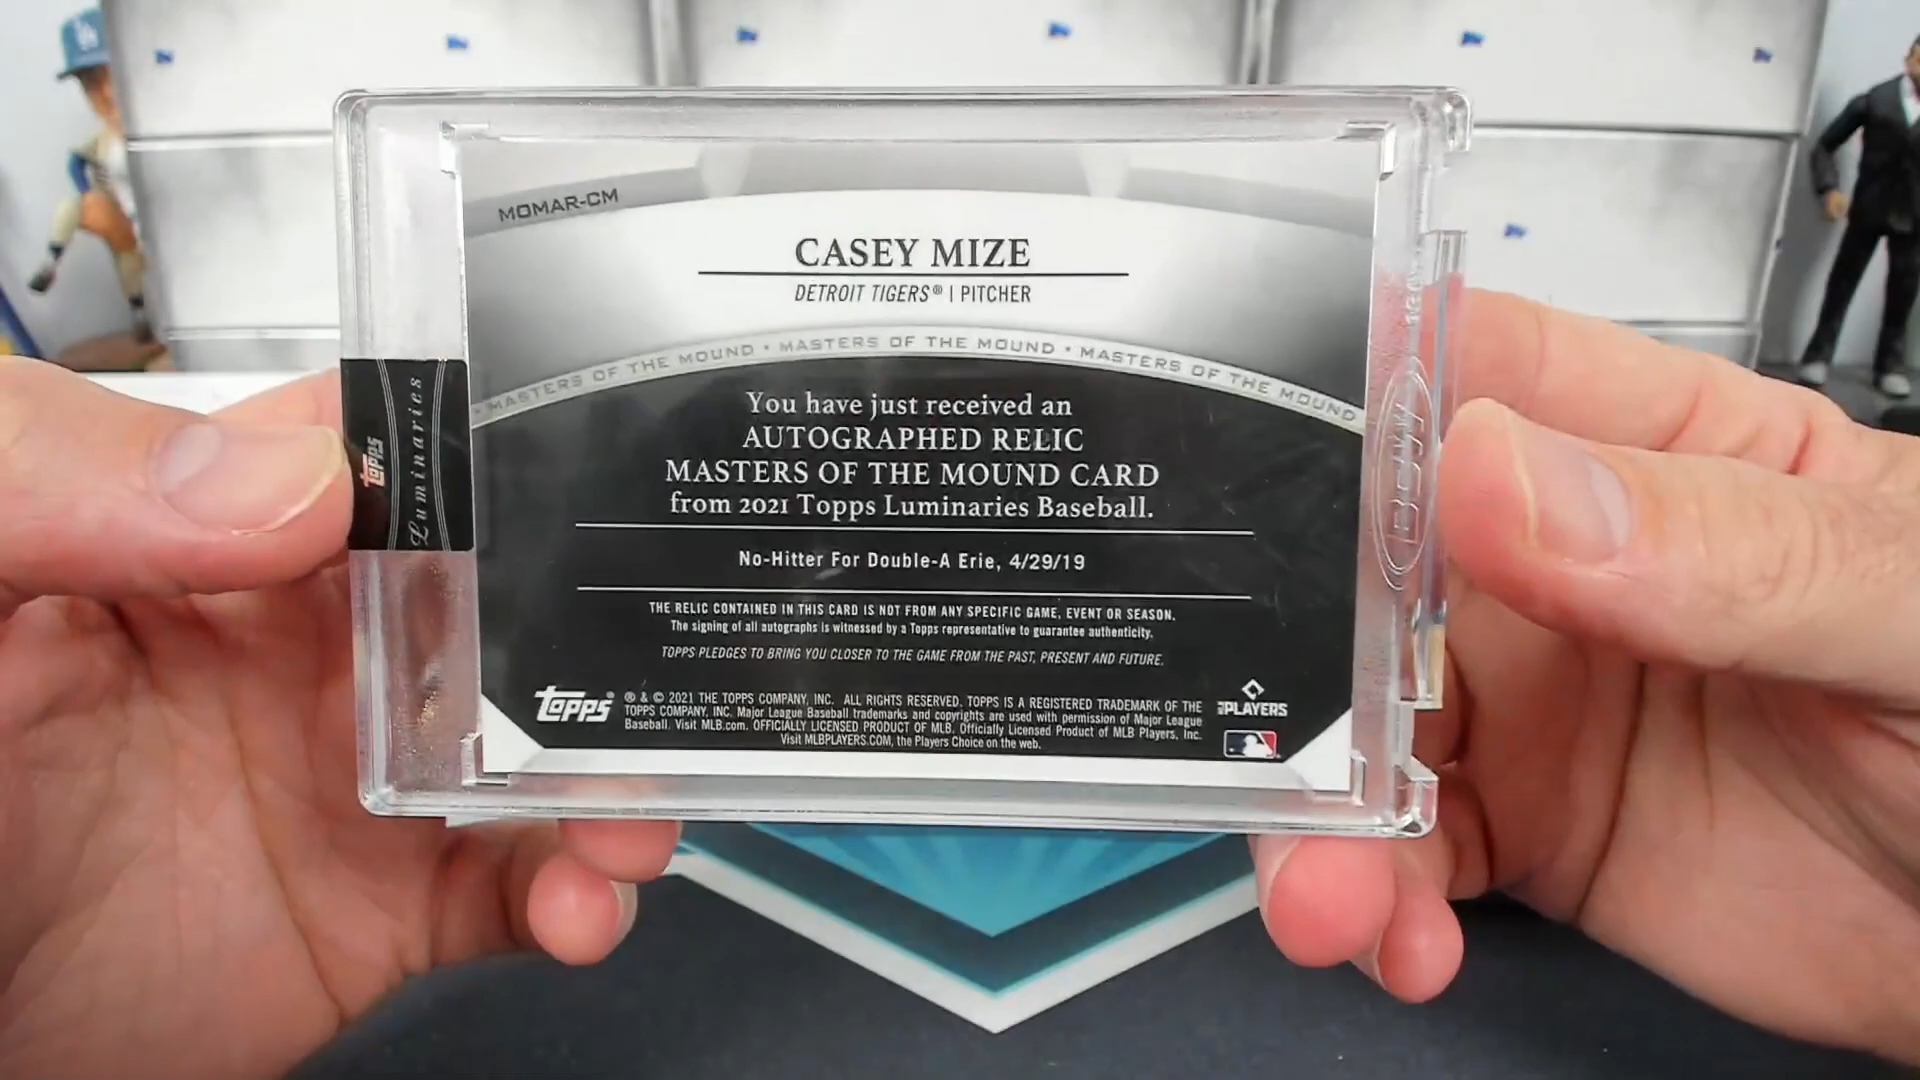 MOMAR-CM
CASEY MIZE
DETROIT TIGERS® | PITCHER
• MASTERS OF THE MOUND • MASTERS OF THE MOUND • MASTERS OF THE MOUND
You have just received an
AUTOGRAPHED RELIC
MASTERS OF THE MOUND CARD
from 2021 Topps Luminaries Baseball.
No-Hitter For Double-A Erie, 4/29/19
THE RELIC CONTAINED IN THIS CARD IS NOT FROM ANY SPECIFIC GAME, EVENT OR SEASON.
The signing of all autographs is witnessed by a Topps representative to guarantee authenticity.
TOPPS PLEDGES TO BRING YOU CLOSER TO THE GAME FROM THE PAST, PRESENT AND FUTURE.
topps® ® & © 2021 THE TOPPS COMPANY, INC. ALL RIGHTS RESERVED. TOPPS IS A REGISTERED TRADEMARK OF THE
TOPPS COMPANY, INC. Major League Baseball trademarks and copyrights are used with permission of Major League
Baseball. Visit MLB.com. OFFICIALLY LICENSED PRODUCT OF MLB. Officially Licensed Product of MLB Players, Inc.
Visit MLBPLAYERS.COM, the Players Choice on the web.
PLAYERS
topps
Luminaries
BCW